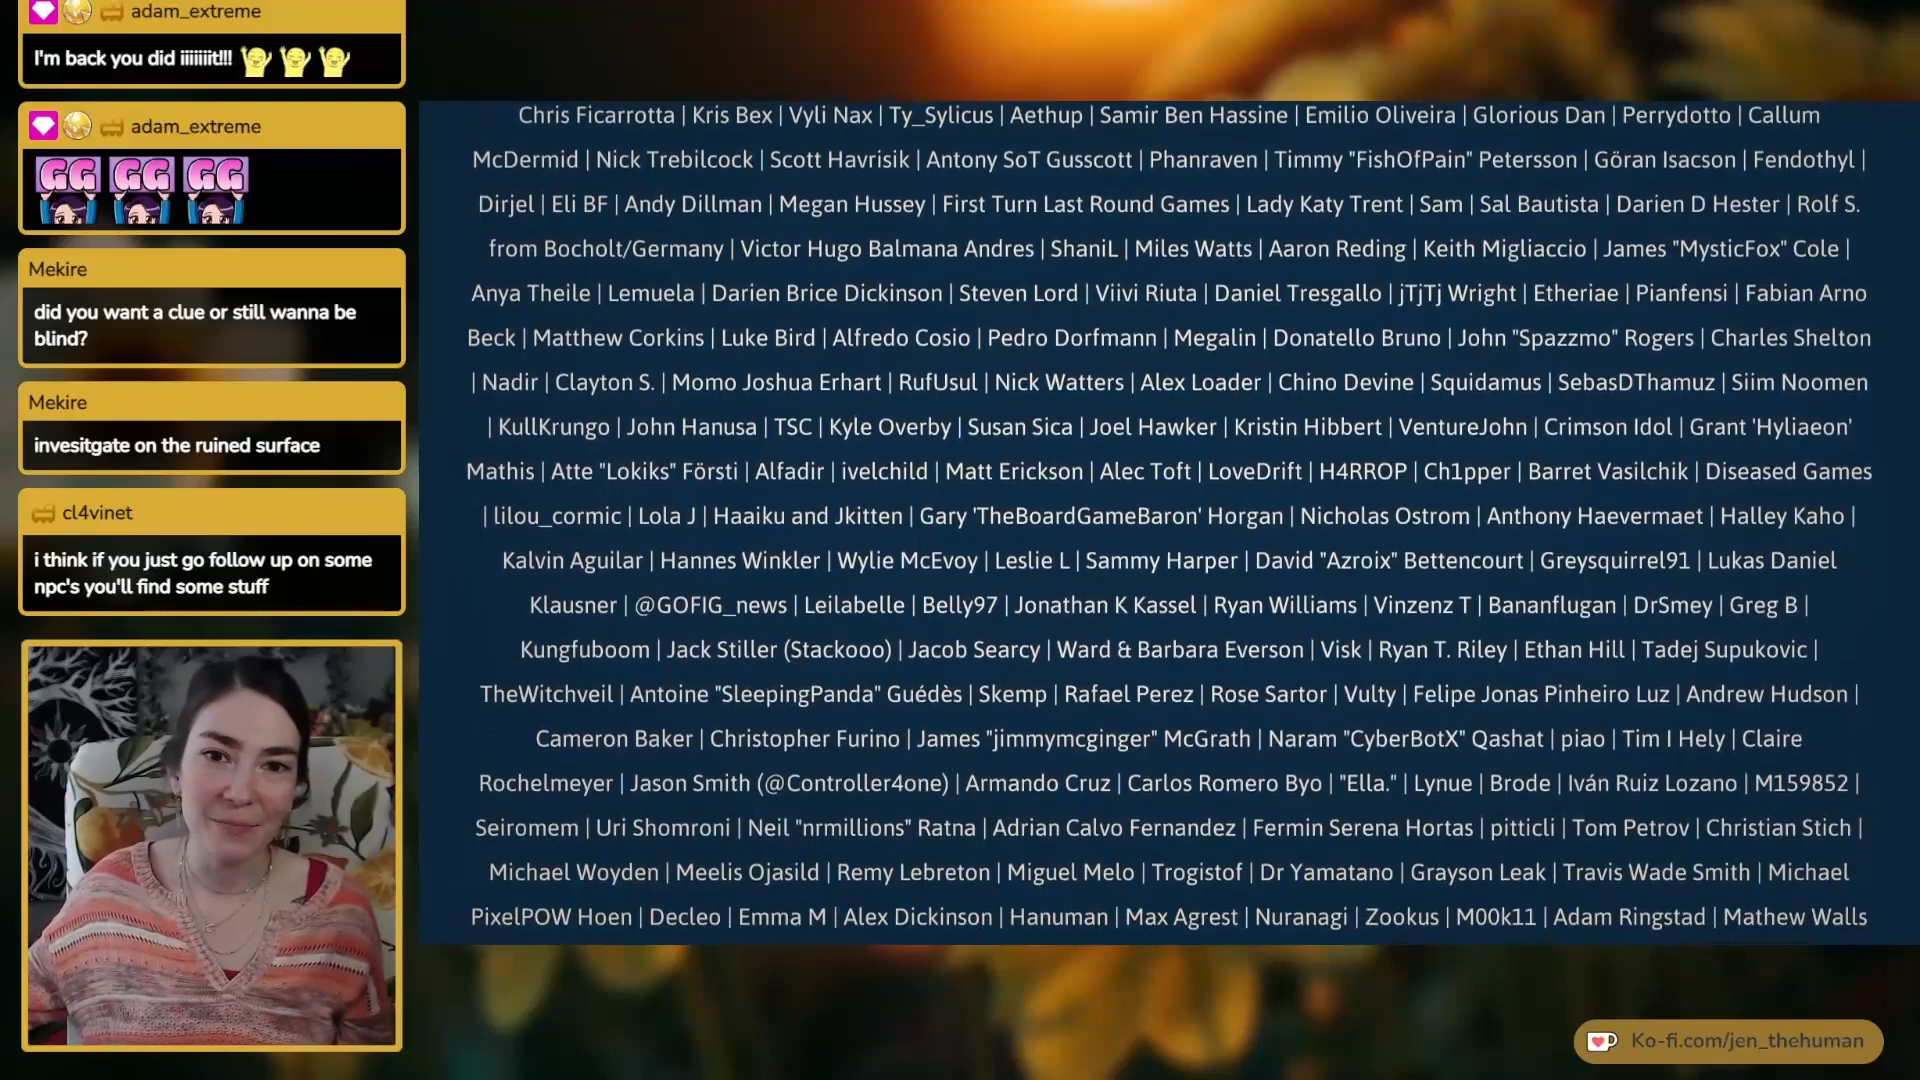 adam_extreme
I'm back you did iiiiiiit!!!
adam_extreme
GG GG GG
Mekire
did you want a clue or still wanna be
blind?
Mekire
invesitgate on the ruined surface
cl4vinet
i think if you just go follow up on some
npc's you'll find some stuff
Chris Ficarrotta | Kris Bex | Vyli Nax | Ty_Sylicus | Aethup | Samir Ben Hassine | Emilio Oliveira | Glorious Dan | Perrydotto | Callum
McDermid | Nick Trebilcock | Scott Havrisik | Antony SoT Gusscott | Phanraven | Timmy "FishOfPain" Petersson | Göran Isacson | Fendothyl |
Dirjel | Eli BF | Andy Dillman | Megan Hussey | First Turn Last Round Games | Lady Katy Trent | Sam | Sal Bautista | Darien D Hester | Rolf S.
from Bocholt/Germany | Victor Hugo Balmana Andres | ShaniL | Miles Watts | Aaron Reding | Keith Migliaccio | James "MysticFox" Cole |
Anya Theile | Lemuela | Darien Brice Dickinson | Steven Lord | Viivi Riuta | Daniel Tresgallo | jTjTj Wright | Etheriae | Pianfensi | Fabian Arno
Beck | Matthew Corkins | Luke Bird | Alfredo Cosio | Pedro Dorfmann | Megalin | Donatello Bruno | John "Spazzmo" Rogers | Charles Shelton
| Nadir | Clayton S. | Momo Joshua Erhart | RufUsul | Nick Watters | Alex Loader | Chino Devine | Squidamus | SebasDThamuz | Siim Noomen
| KullKrungo | John Hanusa | TSC | Kyle Overby | Susan Sica | Joel Hawker | Kristin Hibbert | VentureJohn | Crimson Idol | Grant 'Hyliaeon'
Mathis | Atte "Lokiks" Försti | Alfadir | ivelchild | Matt Erickson | Alec Toft | LoveDrift | H4RROP | Ch1pper | Barret Vasilchik | Diseased Games
| lilou_cormic | Lola J | Haaiku and Jkitten | Gary 'TheBoardGameBaron' Horgan | Nicholas Ostrom | Anthony Haevermaet | Halley Kaho |
Kalvin Aguilar | Hannes Winkler | Wylie McEvoy | Leslie L | Sammy Harper | David "Azroix" Bettencourt | Greysquirrel91 | Lukas Daniel
Klausner | @GOFIG_news | Leilabelle | Belly97 | Jonathan K Kassel | Ryan Williams | Vinzenz T | Bananflugan | DrSmey | Greg B |
Kungfuboom | Jack Stiller (Stackooo) | Jacob Searcy | Ward & Barbara Everson | Visk | Ryan T. Riley | Ethan Hill | Tadej Supukovic |
TheWitchveil | Antoine "SleepingPanda" Guédès | Skemp | Rafael Perez | Rose Sartor | Vulty | Felipe Jonas Pinheiro Luz | Andrew Hudson |
Cameron Baker | Christopher Furino | James "jimmymcginger" McGrath | Naram "CyberBotX" Qashat | piao | Tim I Hely | Claire
Rochelmeyer | Jason Smith (@Controller4one) | Armando Cruz | Carlos Romero Byo | "Ella." | Lynue | Brode | Iván Ruiz Lozano | M159852 |
Seiromem | Uri Shomroni | Neil "nrmillions" Ratna | Adrian Calvo Fernandez | Fermin Serena Hortas | pitticli | Tom Petrov | Christian Stich |
Michael Woyden | Meelis Ojasild | Remy Lebreton | Miguel Melo | Trogistof | Dr Yamatano | Grayson Leak | Travis Wade Smith | Michael
PixelPOW Hoen | Decleo | Emma M | Alex Dickinson | Hanuman | Max Agrest | Nuranagi | Zookus | M00k11 | Adam Ringstad | Mathew Walls
Ko-fi.com/jen_thehuman